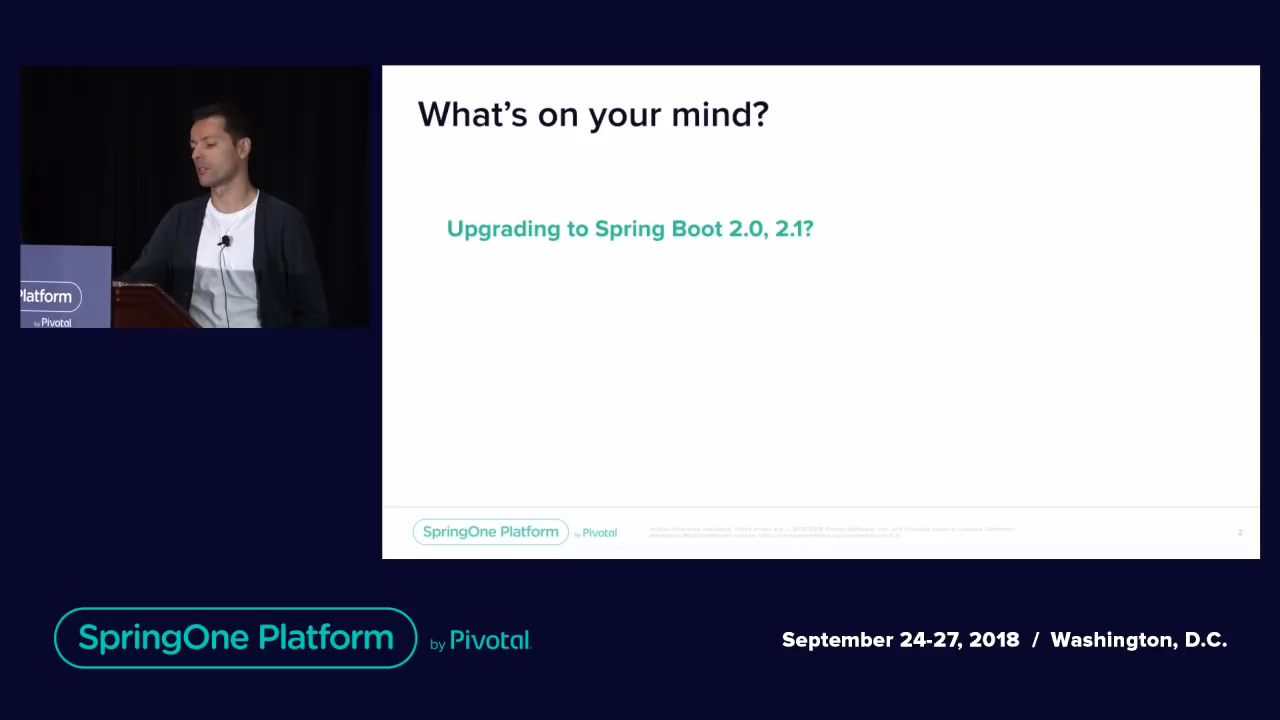 What's on your mind?
Upgrading to Spring Boot 2.0, 2.1?
Platform
by Pivotal
SpringOne Platform by Pivotal
2
SpringOne Platform by Pivotal
September 24-27, 2018 / Washington, D.C.